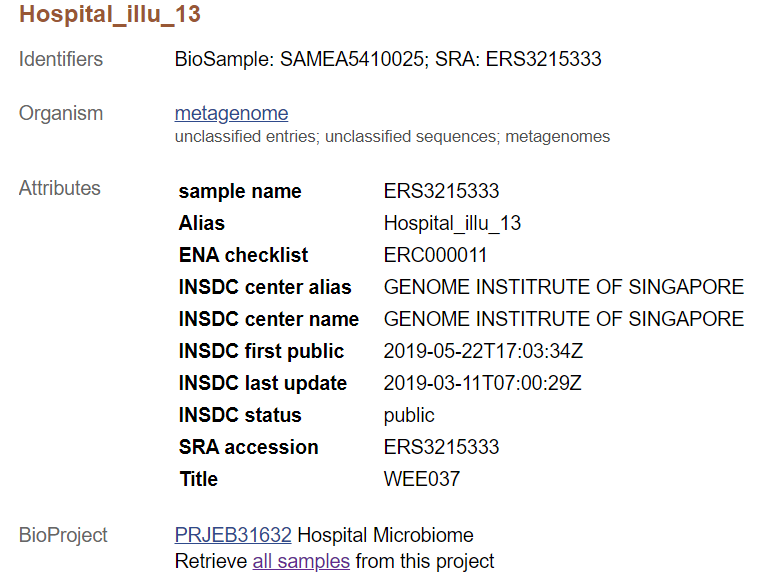 Hospital_illu_13
Identifiers BioSample: SAMEA5410025; SRA: ERS3215333
Organism metagenome
unclassified entries; unclassified sequences; metagenomes
Attributes sample name ERS3215333
Alias Hospital_illu_13
ENA checklist ERC000011
INSDC center alias GENOME INSTITRUTE OF SINGAPORE
INSDC center name GENOME INSTITRUTE OF SINGAPORE
INSDC first public 2019-05-22T17:03:34Z
INSDC last update 2019-03-11T07:00:29Z
INSDC status public
SRA accession ERS3215333
Title WEE037
BioProject PRJEB31632 Hospital Microbiome
Retrieve all samples from this project